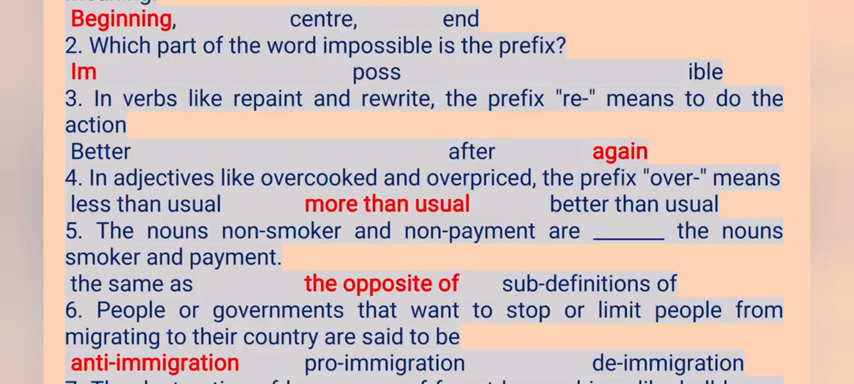 Beginning, centre, end
2. Which part of the word impossible is the prefix?
Im poss ible
3. In verbs like repaint and rewrite, the prefix "re-" means to do the
action
Better after again
4. In adjectives like overcooked and overpriced, the prefix "over-" means
less than usual more than usual better than usual
5. The nouns non-smoker and non-payment are ______ the nouns
smoker and payment.
the same as the opposite of sub-definitions of
6. People or governments that want to stop or limit people from
migrating to their country are said to be
anti-immigration pro-immigration de-immigration